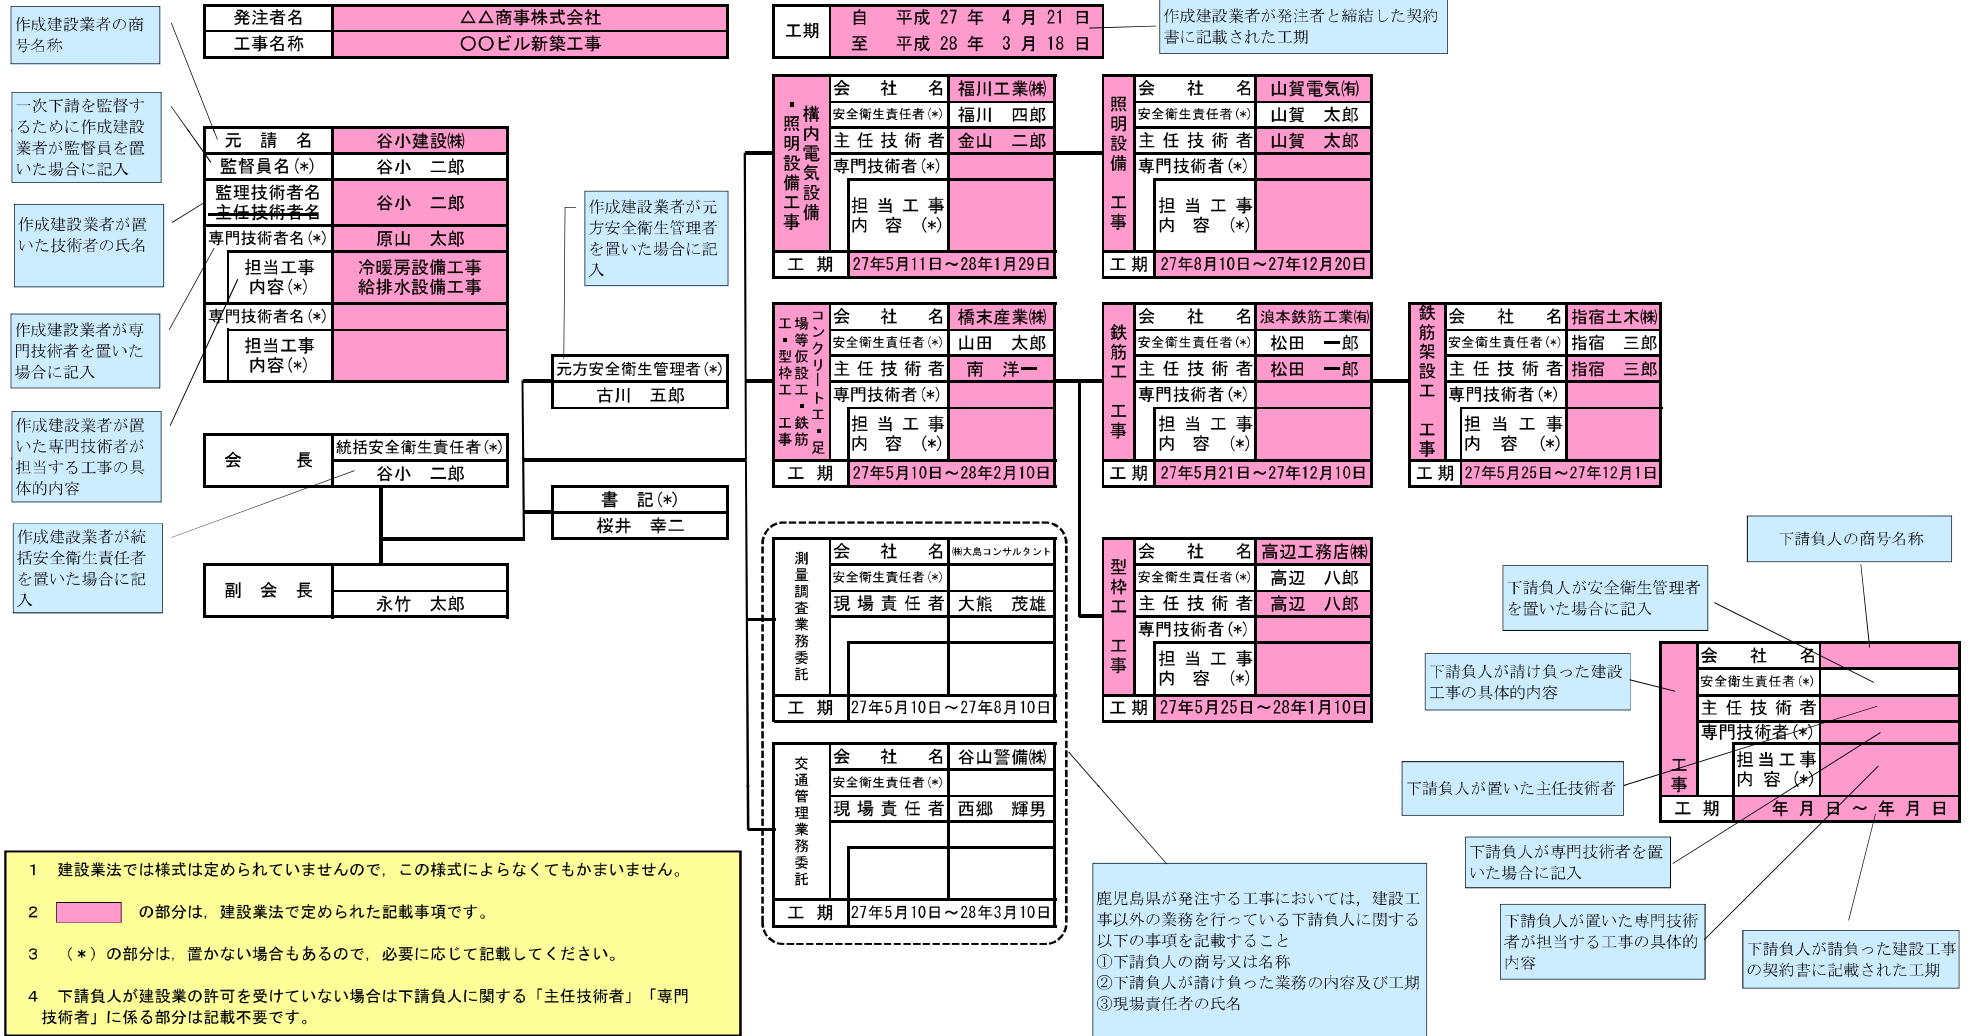 作成建設業者の商
号名称
発注者名 △△商事株式会社
工事名称 〇〇ビル新築工事
工期
自 平成 27 年 4 月 21 日
至 平成 28 年 3 月 18 日
作成建設業者が発注者と締結した契約
書に記載された工期
一次下請を監督す
るために作成建設
業者が監督員を置
いた場合に記入
作成建設業者が置
いた技術者の氏名
作成建設業者が専
門技術者を置いた
場合に記入
作成建設業者が置
いた専門技術者が
担当する工事の具
体的内容
作成建設業者が統
括安全衛生責任者
を置いた場合に記
入
元請名 谷小建設㈱
監督員名(*) 谷小 二郎
監理技術者名
主任技術者名
谷小 二郎
専門技術者名(*) 原山 太郎
担当工事
内容(*)
冷暖房設備工事
給排水設備工事
専門技術者名(*)
担当工事
内容(*)
会長
統括安全衛生責任者(*)
谷小 二郎
副会長
永竹 太郎
作成建設業者が元
方安全衛生管理者
を置いた場合に記
入
元方安全衛生管理者(*)
古川 五郎
書記(*)
桜井 幸二
構内電気設備
・照明設備工事
会社名 福川工業㈱
安全衛生責任者(*) 福川 四郎
主任技術者 金山 二郎
専門技術者(*)
担当工事
内容(*)
工期 27年5月11日～28年1月29日
照明設備 工事
会社名 山賀電気㈲
安全衛生責任者(*) 山賀 太郎
主任技術者 山賀 太郎
専門技術者(*)
担当工事
内容(*)
工期 27年8月10日～27年12月20日
コンクリート工・足
場等仮設工・鉄筋
工・型枠工 工事
会社名 橋末産業㈱
安全衛生責任者(*) 山田 太郎
主任技術者 南 洋一
専門技術者(*)
担当工事
内容(*)
工期 27年5月10日～28年2月10日
鉄筋工 工事
会社名 浪本鉄筋工業㈲
安全衛生責任者(*) 松田 一郎
主任技術者 松田 一郎
専門技術者(*)
担当工事
内容(*)
工期 27年5月21日～27年12月10日
鉄筋架設工 工事
会社名 指宿土木㈱
安全衛生責任者(*) 指宿 三郎
主任技術者 指宿 三郎
専門技術者(*)
担当工事
内容(*)
工期 27年5月25日～27年12月1日
測量調査業務委託
会社名 ㈱大島コンサルタント
安全衛生責任者(*)
現場責任者 大熊 茂雄
工期 27年5月10日～27年8月10日
型枠工 工事
会社名 高辺工務店㈱
安全衛生責任者(*) 高辺 八郎
主任技術者 高辺 八郎
専門技術者(*)
担当工事
内容(*)
工期 27年5月25日～28年1月10日
交通管理業務委託
会社名 谷山警備㈱
安全衛生責任者(*)
現場責任者 西郷 輝男
工期 27年5月10日～28年3月10日
下請負人の商号名称
下請負人が安全衛生管理者
を置いた場合に記入
下請負人が請け負った建設
工事の具体的内容
下請負人が置いた主任技術者
下請負人が専門技術者を置
いた場合に記入
下請負人が置いた専門技術
者が担当する工事の具体的
内容
下請負人が請負った建設工事
の契約書に記載された工期
工事
会社名
安全衛生責任者(*)
主任技術者
専門技術者(*)
担当工事
内容(*)
工期 年 月 日 ～ 年 月 日
鹿児島県が発注する工事においては，建設工
事以外の業務を行っている下請負人に関する
以下の事項を記載すること
①下請負人の商号又は名称
②下請負人が請け負った業務の内容及び工期
③現場責任者の氏名
1 建設業法では様式は定められていませんので，この様式によらなくてもかまいません。
2 の部分は，建設業法で定められた記載事項です。
3 (＊)の部分は，置かない場合もあるので，必要に応じて記載してください。
4 下請負人が建設業の許可を受けていない場合は下請負人に関する「主任技術者」「専門
技術者」に係る部分は記載不要です。